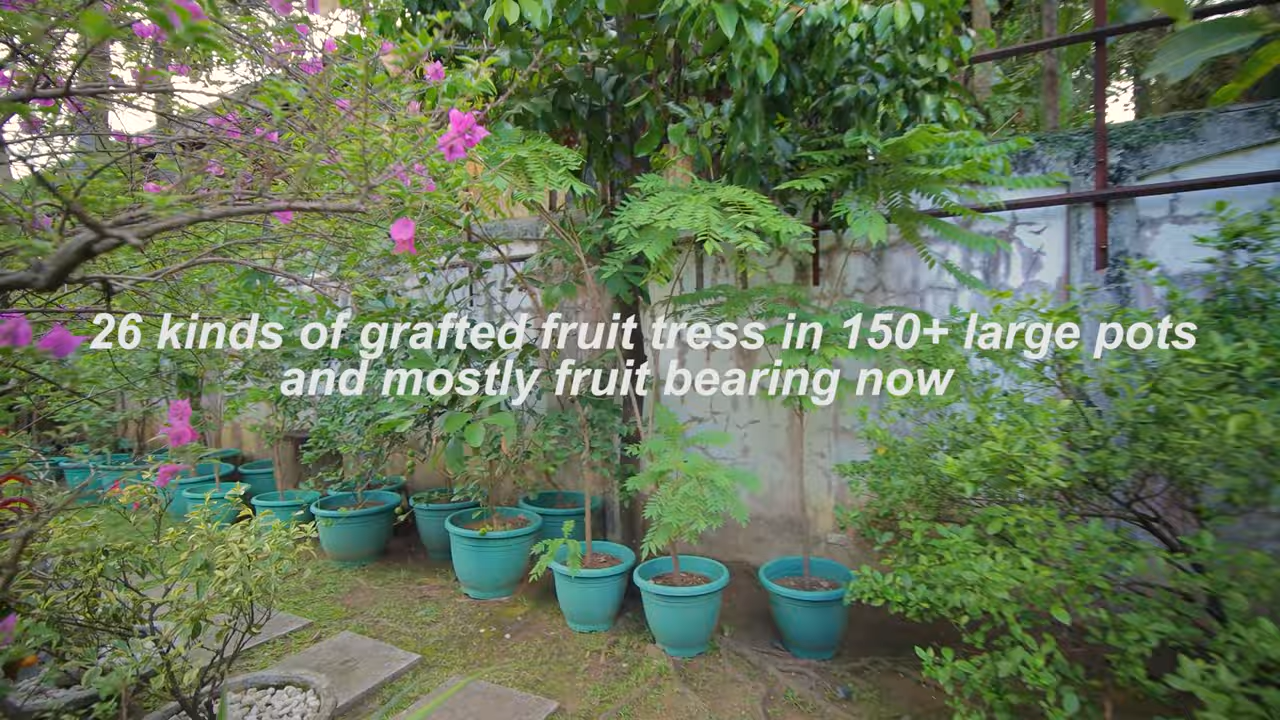 26 kinds of grafted fruit tress in 150+ large pots
and mostly fruit bearing now